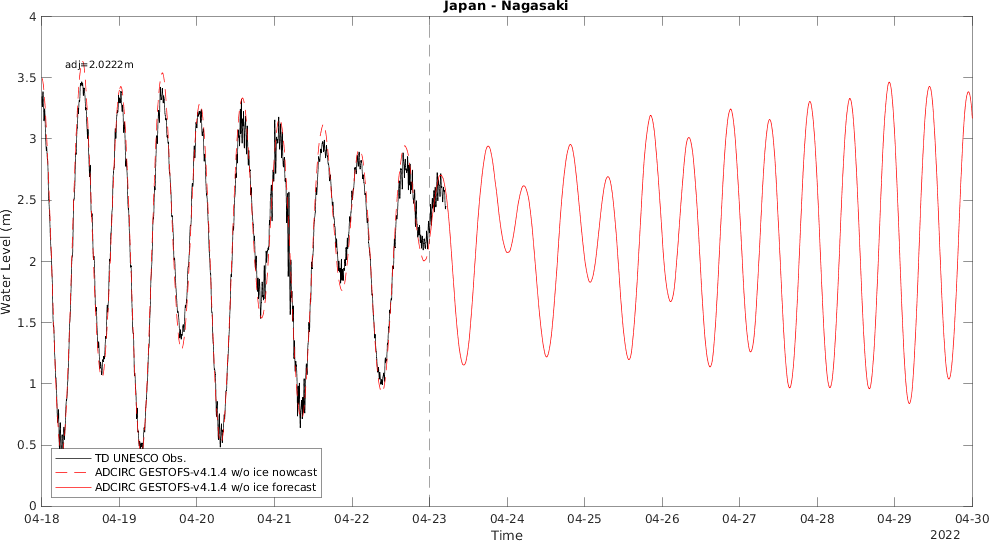 Japan - Nagasaki
4
adj=2.0222m
3.5
3
2.5
2
1.5
1
0.5
0
Water Level (m)
TD UNESCO Obs.
ADCIRC GESTOFS-v4.1.4 w/o ice nowcast
ADCIRC GESTOFS-v4.1.4 w/o ice forecast
04-18 04-19 04-20 04-21 04-22 04-23 04-24 04-25 04-26 04-27 04-28 04-29 04-30
Time
2022